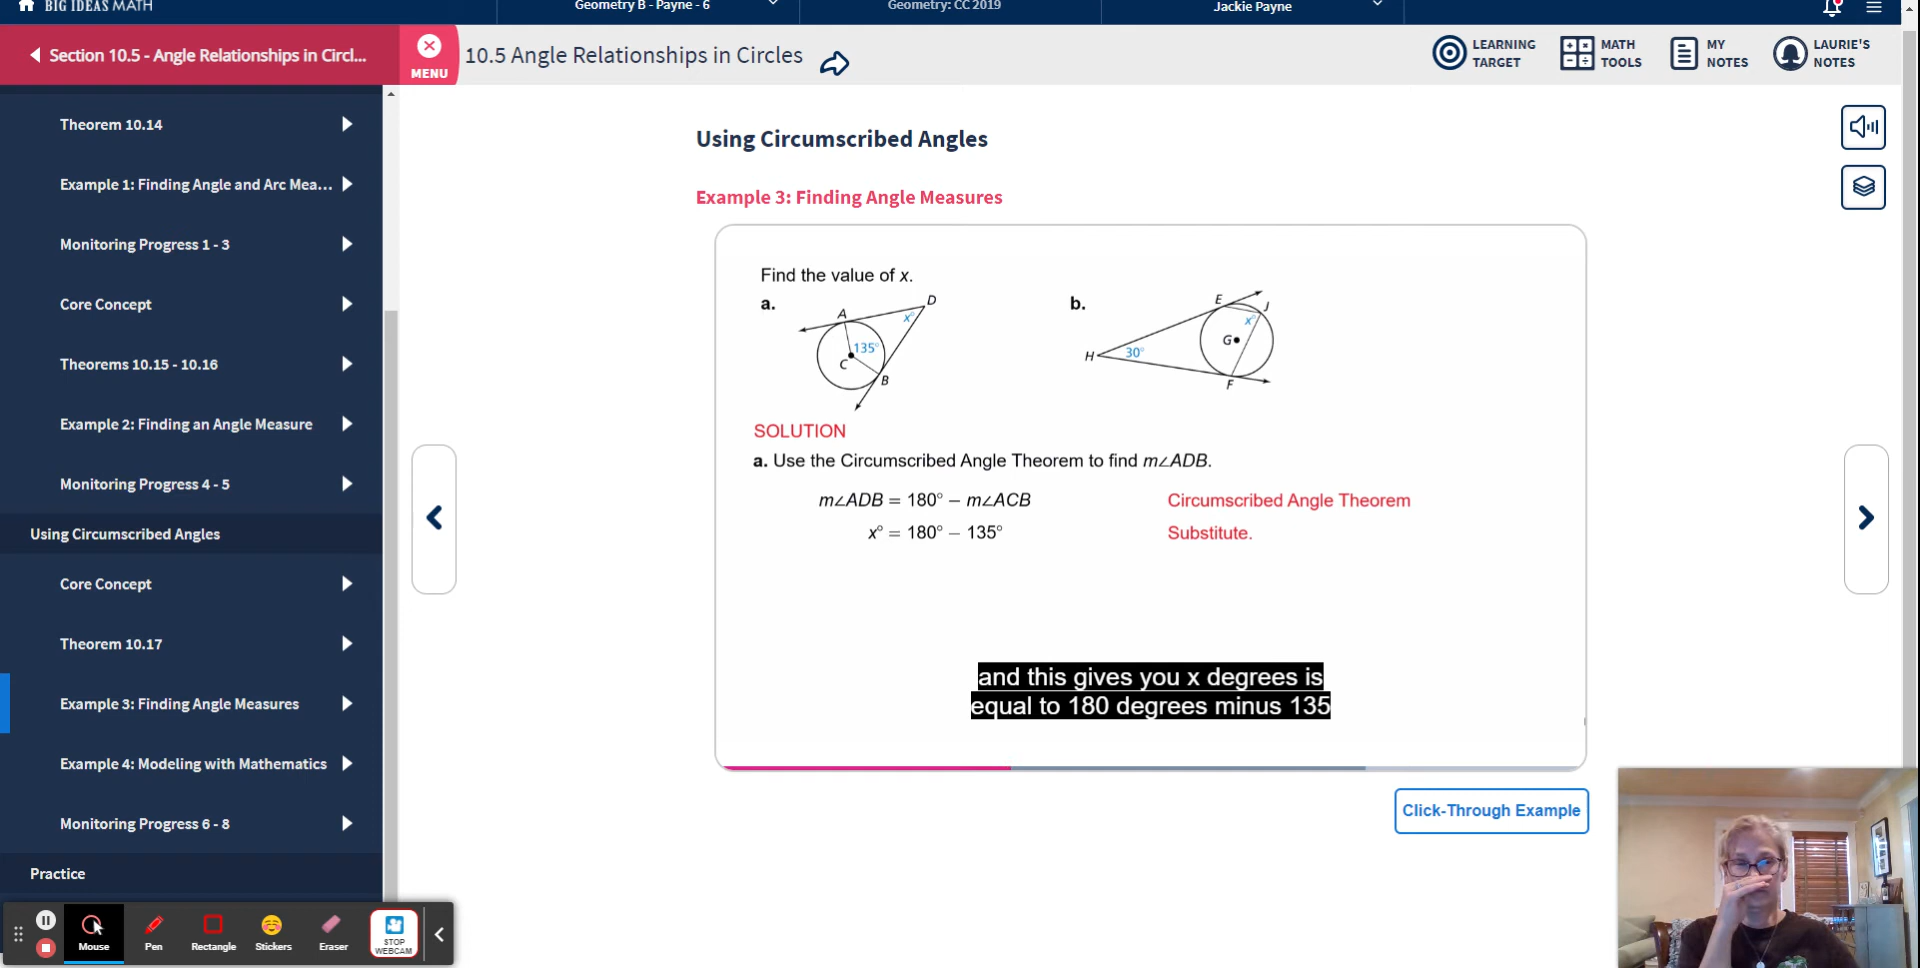 BIG IDEAS MATH
Geometry B - Payne - 6
Geometry: CC 2019
Jackie Payne
Section 10.5 - Angle Relationships in Circl...
MENU
10.5 Angle Relationships in Circles
LEARNING TARGET
MATH TOOLS
MY NOTES
LAURIE'S NOTES
Theorem 10.14
Example 1: Finding Angle and Arc Mea...
Monitoring Progress 1 - 3
Core Concept
Theorems 10.15 - 10.16
Example 2: Finding an Angle Measure
Monitoring Progress 4 - 5
Using Circumscribed Angles
Core Concept
Theorem 10.17
Example 3: Finding Angle Measures
Example 4: Modeling with Mathematics
Monitoring Progress 6 - 8
Practice
Using Circumscribed Angles
Example 3: Finding Angle Measures
Find the value of x.
a.
A
D
x°
135°
C
B
b.
E
J
x°
G
H
30°
F
SOLUTION
a. Use the Circumscribed Angle Theorem to find m∠ADB.
m∠ADB = 180° − m∠ACB
Circumscribed Angle Theorem
x° = 180° − 135°
Substitute.
and this gives you x degrees is
equal to 180 degrees minus 135
Click-Through Example
Mouse
Pen
Rectangle
Stickers
Eraser
STOP
WEBCAM